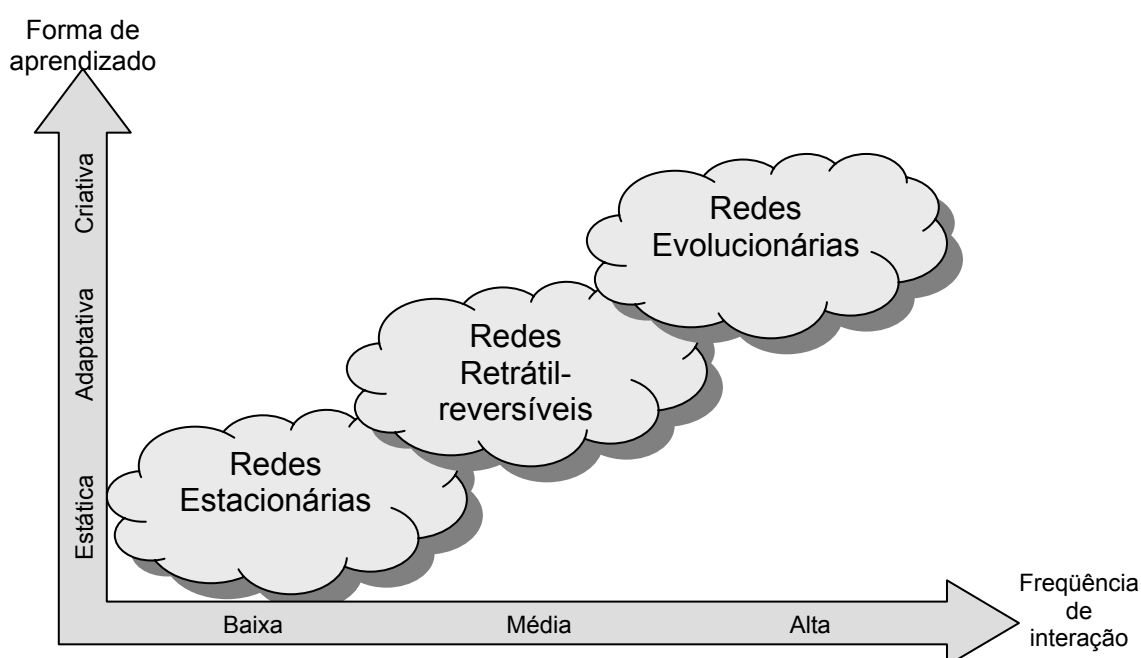 Forma de
aprendizado
Criativa
Adaptativa
Estática
Redes
Evolucionárias
Redes
Retrátil-
reversíveis
Redes
Estacionárias
Baixa
Média
Alta
Freqüência
de
interação